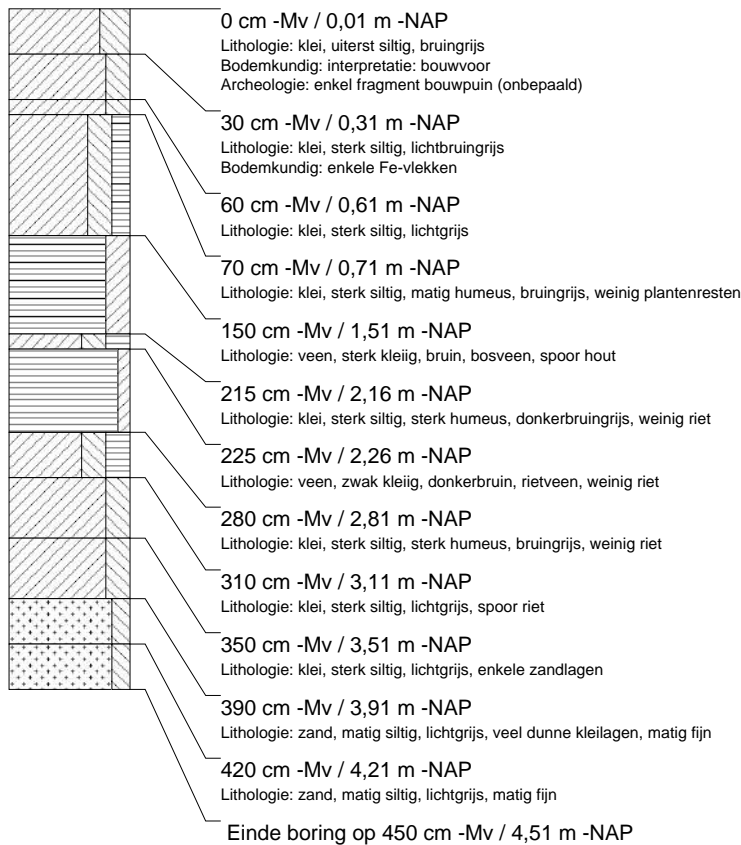 0 cm -Mv / 0,01 m -NAP
Lithologie: klei, uiterst siltig, bruingrijs
Bodemkundig: interpretatie: bouwvoor
Archeologie: enkel fragment bouwpuin (onbepaald)
30 cm -Mv / 0,31 m -NAP
Lithologie: klei, sterk siltig, lichtbruingrijs
Bodemkundig: enkele Fe-vlekken
60 cm -Mv / 0,61 m -NAP
Lithologie: klei, sterk siltig, lichtgrijs
70 cm -Mv / 0,71 m -NAP
Lithologie: klei, sterk siltig, matig humeus, bruingrijs, weinig plantenresten
150 cm -Mv / 1,51 m -NAP
Lithologie: veen, sterk kleiig, bruin, bosveen, spoor hout
215 cm -Mv / 2,16 m -NAP
Lithologie: klei, sterk siltig, sterk humeus, donkerbruingrijs, weinig riet
225 cm -Mv / 2,26 m -NAP
Lithologie: veen, zwak kleiig, donkerbruin, rietveen, weinig riet
280 cm -Mv / 2,81 m -NAP
Lithologie: klei, sterk siltig, sterk humeus, bruingrijs, weinig riet
310 cm -Mv / 3,11 m -NAP
Lithologie: klei, sterk siltig, lichtgrijs, spoor riet
350 cm -Mv / 3,51 m -NAP
Lithologie: klei, sterk siltig, lichtgrijs, enkele zandlagen
390 cm -Mv / 3,91 m -NAP
Lithologie: zand, matig siltig, lichtgrijs, veel dunne kleilagen, matig fijn
420 cm -Mv / 4,21 m -NAP
Lithologie: zand, matig siltig, lichtgrijs, matig fijn
Einde boring op 450 cm -Mv / 4,51 m -NAP